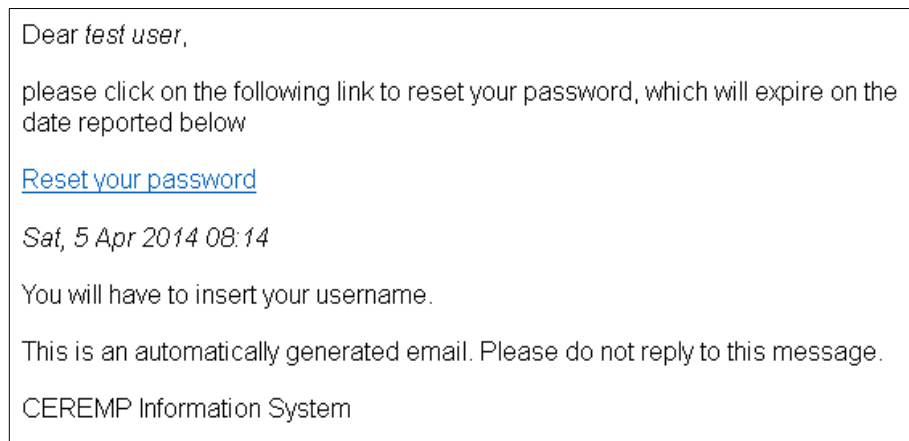 Dear test user,
please click on the following link to reset your password, which will expire on the
date reported below
Reset your password
Sat, 5 Apr 2014 08:14
You will have to insert your username.
This is an automatically generated email. Please do not reply to this message.
CEREMP Information System